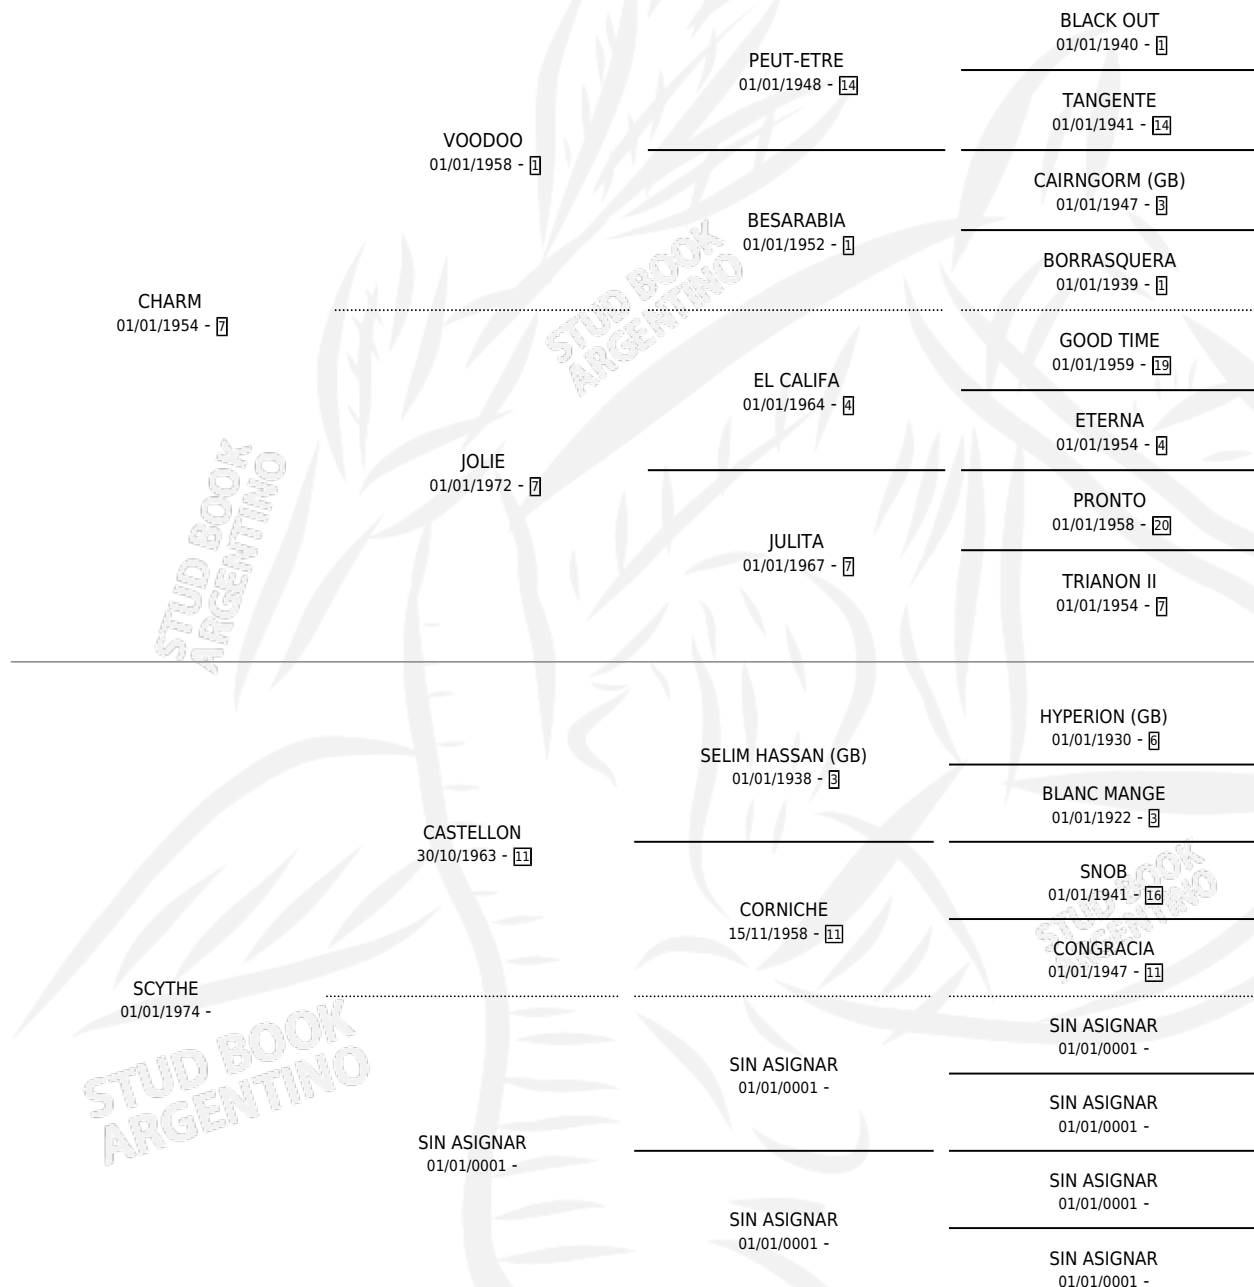 BLACK OUT
01/01/1940 - 1
PEUT-ETRE
01/01/1948 - 14
TANGENTE
01/01/1941 - 14
VOODOO
01/01/1958 - 1
CAIRNGORM (GB)
01/01/1947 - 3
BESARABIA
01/01/1952 - 1
BORRASQUERA
01/01/1939 - 1
CHARM
01/01/1954 - 7
GOOD TIME
01/01/1959 - 19
EL CALIFA
01/01/1964 - 4
ETERNA
01/01/1954 - 4
JOLIE
01/01/1972 - 7
PRONTO
01/01/1958 - 20
JULITA
01/01/1967 - 7
TRIANON II
01/01/1954 - 7
STUD BOOK
ARGENTINO
STUD BOOK
ARGENTINO
HYPERION (GB)
01/01/1930 - 6
SELIM HASSAN (GB)
01/01/1938 - 3
BLANC MANGE
01/01/1922 - 3
CASTELLON
30/10/1963 - 11
SNOB
01/01/1941 - 16
CORNICHE
15/11/1958 - 11
CONGRACIA
01/01/1947 - 11
STUD BOOK
ARGENTINO
SCYTHE
01/01/1974 -
SIN ASIGNAR
01/01/0001 -
SIN ASIGNAR
01/01/0001 -
SIN ASIGNAR
01/01/0001 -
SIN ASIGNAR
01/01/0001 -
SIN ASIGNAR
01/01/0001 -
SIN ASIGNAR
01/01/0001 -
SIN ASIGNAR
01/01/0001 -
STUD BOOK
ARGENTINO